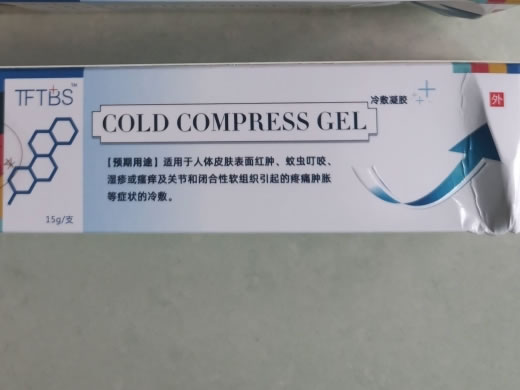 TFTBS™
冷敷凝胶
外
COLD COMPRESS GEL
【预期用途】适用于人体皮肤表面红肿、蚊虫叮咬、
湿疹或瘙痒及关节和闭合性软组织引起的疼痛肿胀
等症状的冷敷。
15g/支